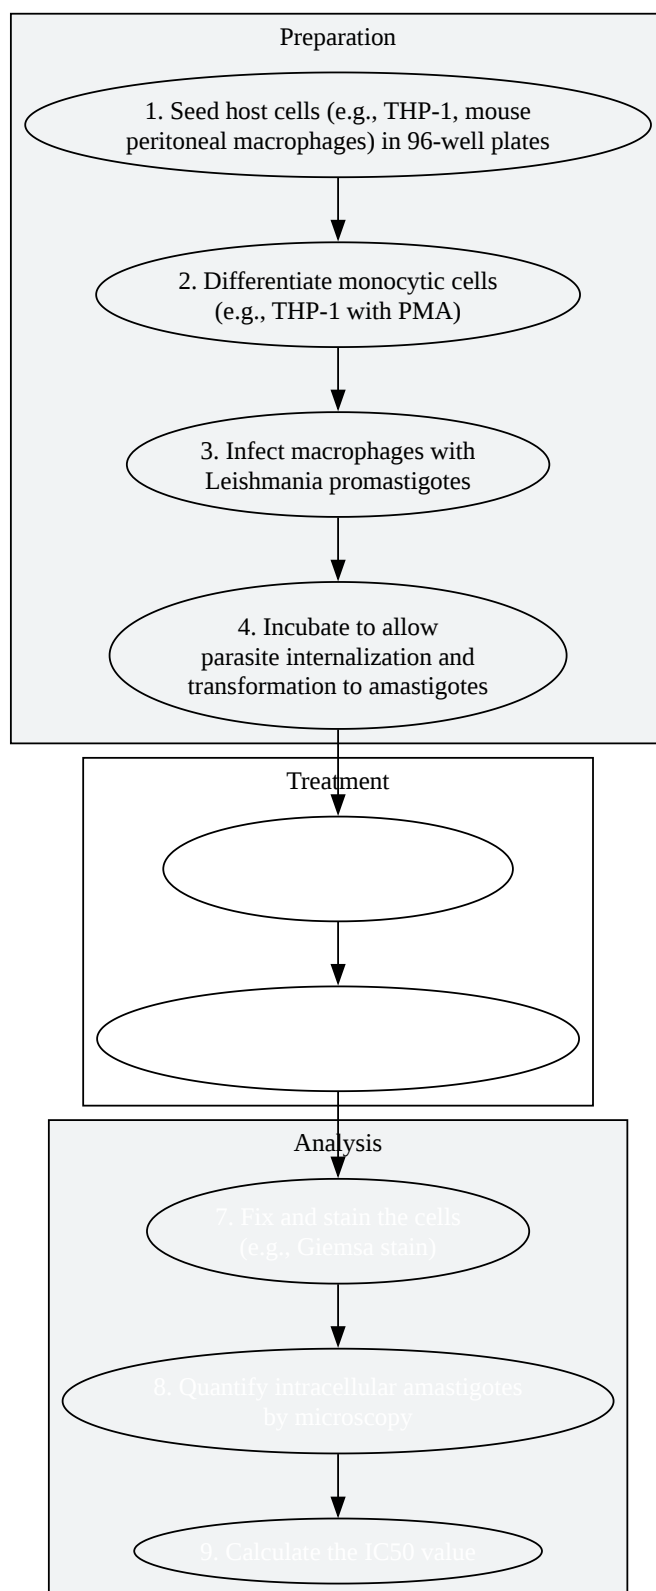 Preparation
1. Seed host cells (e.g., THP-1, mouse
peritoneal macrophages) in 96-well plates
2. Differentiate monocytic cells
(e.g., THP-1 with PMA)
3. Infect macrophages with
Leishmania promastigotes
4. Incubate to allow
parasite internalization and
transformation to amastigotes
Treatment
Analysis
7. Fix and stain the cells
(e.g., Giemsa stain)
8. Quantify intracellular amastigotes
by microscopy
9. Calculate the IC50 value